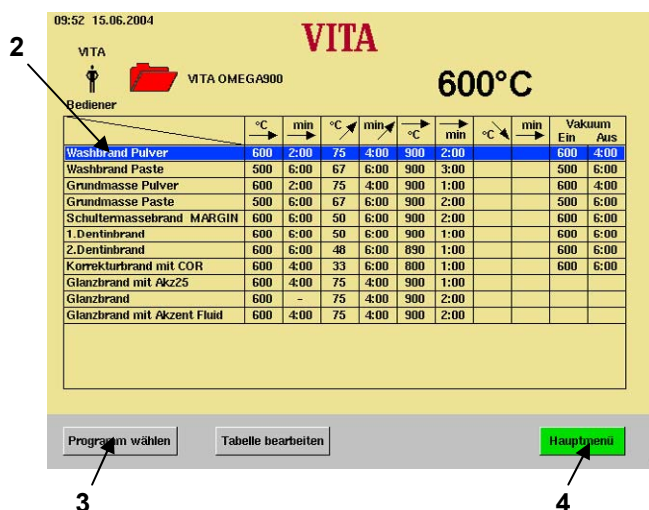 09:52 15.06.2004
VITA
2
VITA
VITA OMEGA900
600°C
Bediener
°C min °C min °C min °C min Vakuum
Ein Aus
Washbrand Pulver 600 2:00 75 4:00 900 2:00 600 4:00
Washbrand Paste 500 6:00 67 6:00 900 3:00 500 6:00
Grundmasse Pulver 600 2:00 75 4:00 900 1:00 600 4:00
Grundmasse Paste 500 6:00 67 6:00 900 2:00 500 6:00
Schultermassebrand MARGIN 600 6:00 50 6:00 900 2:00 600 6:00
1.Dentinbrand 600 6:00 50 6:00 900 1:00 600 6:00
2.Dentinbrand 600 6:00 48 6:00 890 1:00 600 6:00
Korrekturbrand mit COR 600 4:00 33 6:00 800 1:00 600 6:00
Glanzbrand mit Akz25 600 4:00 75 4:00 900 1:00
Glanzbrand 600 - 75 4:00 900 2:00
Glanzbrand mit Akzent Fluid 600 4:00 75 4:00 900 2:00
Programm wählen Tabelle bearbeiten Hauptmenü
3 4